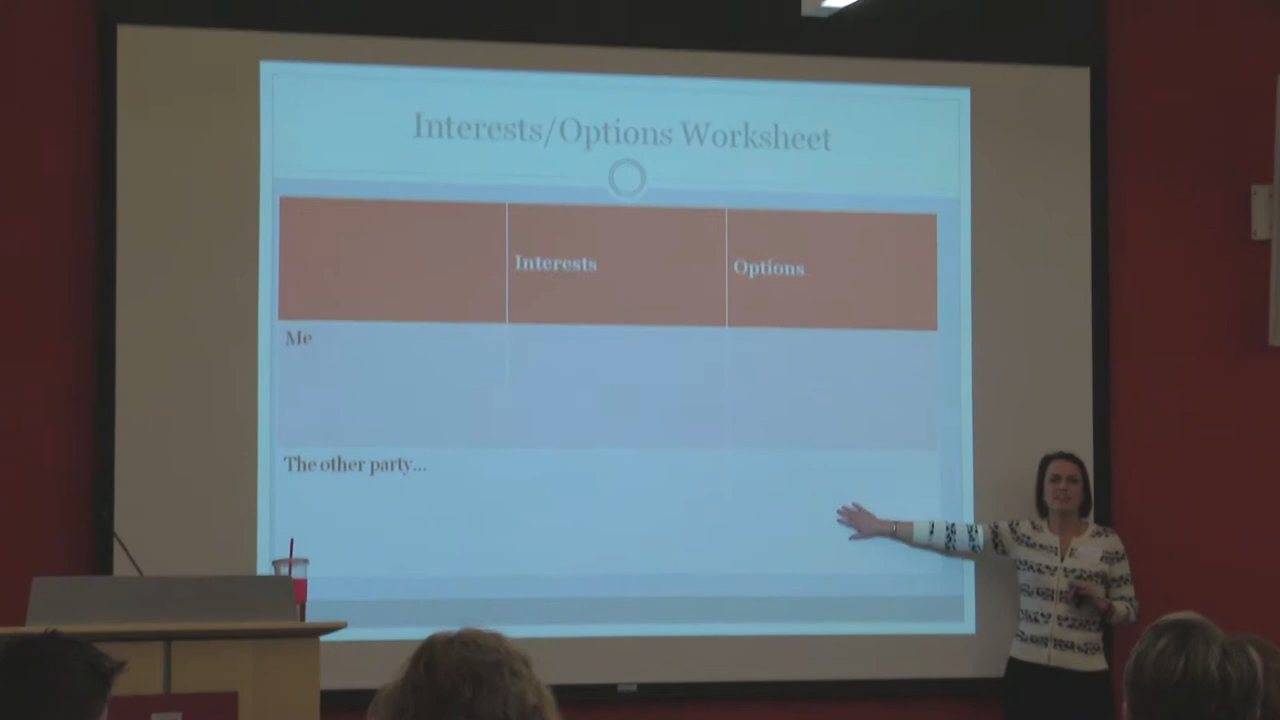 Interests/Options Worksheet
Interests
Options
Me
The other party...